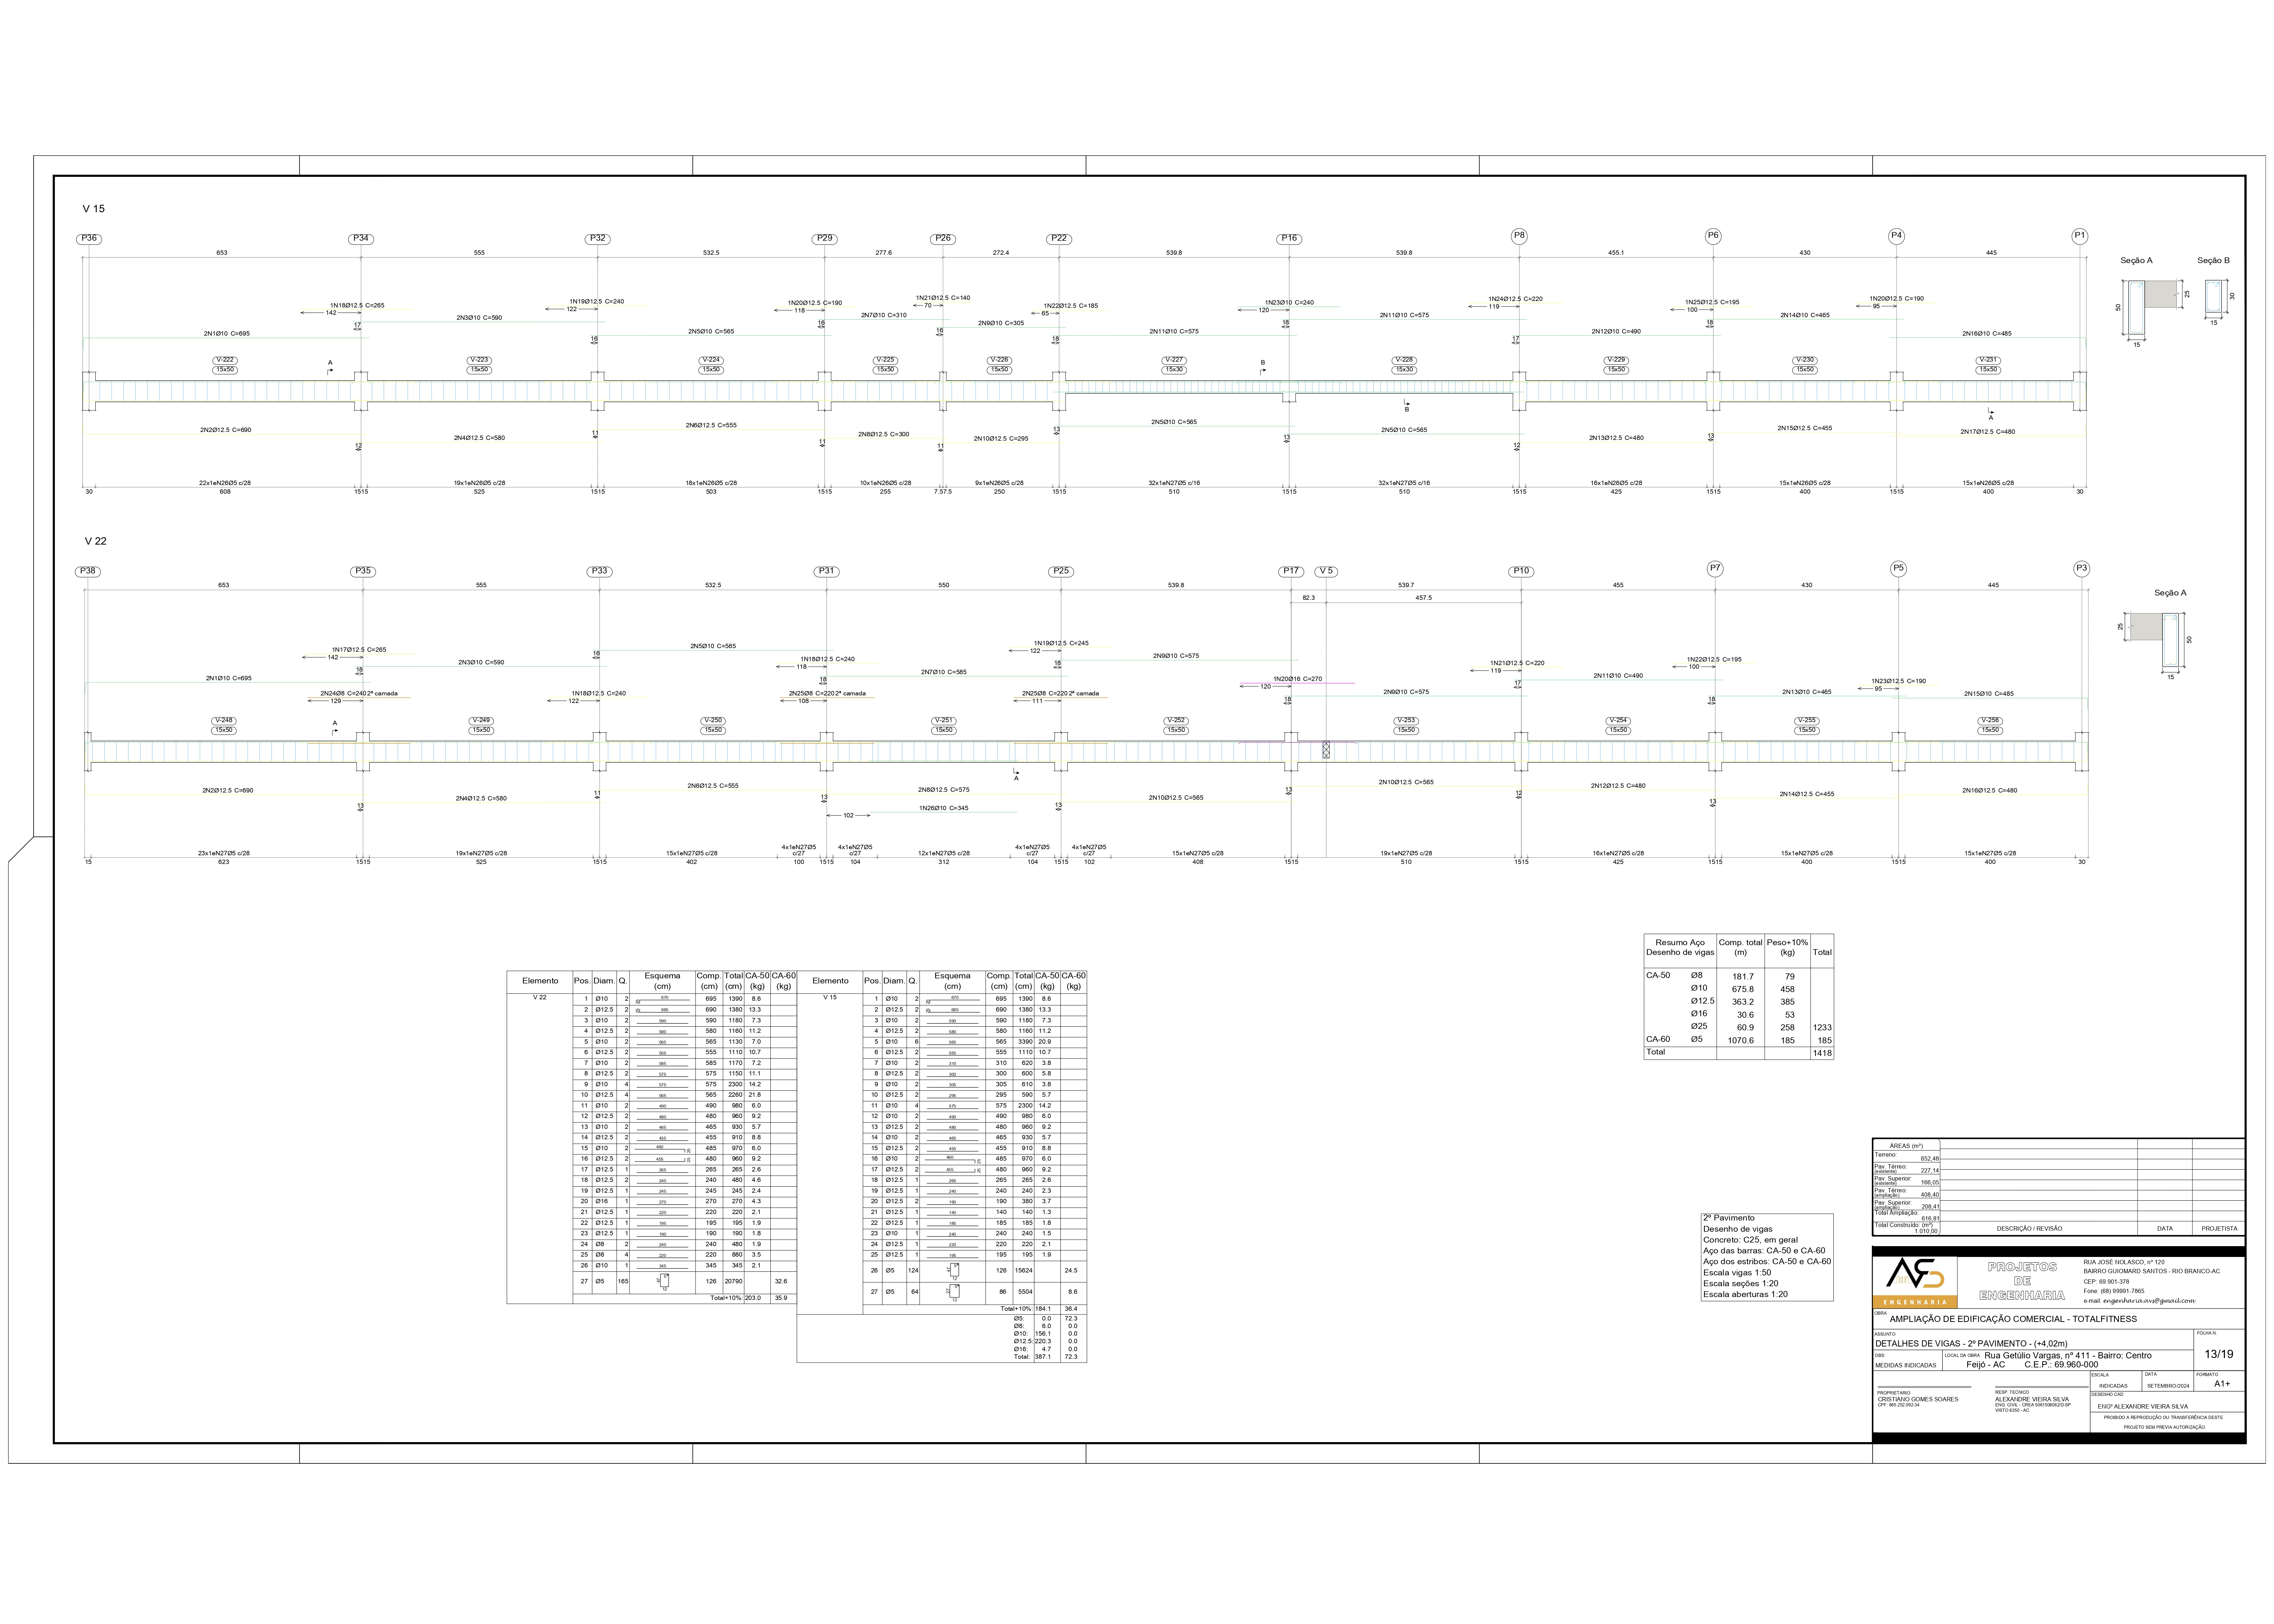 V 15
P36 P34 P32 P29 P26 P22 P16 P8 P6 P4 P1
653 555 532.5 277.6 272.4 539.8 539.8 455.1 430 445
Seção A Seção B
50 25 15 30 15
1N18Ø12.5 C=265 1N19Ø12.5 C=240 1N20Ø12.5 C=190 1N21Ø12.5 C=140 1N22Ø12.5 C=185 1N23Ø10 C=240 1N24Ø12.5 C=220 1N25Ø12.5 C=195 1N20Ø12.5 C=190
142 122 118 70 65 120 119 100 95
2N1Ø10 C=695 2N3Ø10 C=590 2N5Ø10 C=565 2N7Ø10 C=310 2N9Ø10 C=305 2N11Ø10 C=575 2N11Ø10 C=575 2N12Ø10 C=490 2N14Ø10 C=465 2N16Ø10 C=485
17 16 16 16 18 18 17 18
V-222 V-223 V-224 V-225 V-226 V-227 V-228 V-229 V-230 V-231
15x50 15x50 15x50 15x50 15x50 15x30 15x30 15x50 15x50 15x50
A B
B A
2N2Ø12.5 C=690 2N4Ø12.5 C=580 2N6Ø12.5 C=555 2N8Ø12.5 C=300 2N10Ø12.5 C=295 2N5Ø10 C=565 2N5Ø10 C=565 2N13Ø12.5 C=480 2N15Ø12.5 C=455 2N17Ø12.5 C=480
12 11 11 11 13 13 12 13
22x1eN26Ø5 c/28 19x1eN26Ø5 c/28 18x1eN26Ø5 c/28 10x1eN26Ø5 c/28 9x1eN26Ø5 c/28 32x1eN27Ø5 c/16 32x1eN27Ø5 c/16 16x1eN26Ø5 c/28 15x1eN26Ø5 c/28 15x1eN26Ø5 c/28
30 608 1515 525 1515 503 1515 255 7.57.5 250 1515 510 1515 510 1515 425 1515 400 1515 400 30
V 22
P38 P35 P33 P31 P25 P17 V 5 P10 P7 P5 P3
653 555 532.5 550 539.8 539.7 455 430 445
82.3 457.5
Seção A
25 50 15
1N17Ø12.5 C=265 2N5Ø10 C=565 1N18Ø12.5 C=240 1N19Ø12.5 C=245 2N9Ø10 C=575 1N21Ø12.5 C=220 1N22Ø12.5 C=195
142 16 118 122 119 100
2N1Ø10 C=695 2N3Ø10 C=590 2N7Ø10 C=585 1N20Ø16 C=270 2N11Ø10 C=490 1N23Ø12.5 C=190
18 18 18 120 17 95
2N24Ø8 C=240 2ª camada 1N18Ø12.5 C=240 2N25Ø8 C=220 2ª camada 2N25Ø8 C=220 2ª camada 2N9Ø10 C=575 2N13Ø10 C=465 2N15Ø10 C=485
129 122 108 111 18 18
V-248 V-249 V-250 V-251 V-252 V-253 V-254 V-255 V-256
15x50 15x50 15x50 15x50 15x50 15x50 15x50 15x50 15x50
A
A
2N2Ø12.5 C=690 2N4Ø12.5 C=580 2N6Ø12.5 C=555 2N8Ø12.5 C=575 2N10Ø12.5 C=565 2N10Ø12.5 C=565 2N12Ø12.5 C=480 2N14Ø12.5 C=455 2N16Ø12.5 C=480
13 11 13 13 13 12 13
1N26Ø10 C=345
102
23x1eN27Ø5 c/28 19x1eN27Ø5 c/28 15x1eN27Ø5 c/28 4x1eN27Ø5 c/27 4x1eN27Ø5 c/27 12x1eN27Ø5 c/28 4x1eN27Ø5 c/27 4x1eN27Ø5 c/27 15x1eN27Ø5 c/28 19x1eN27Ø5 c/28 16x1eN27Ø5 c/28 15x1eN27Ø5 c/28 15x1eN27Ø5 c/28
15 623 1515 525 1515 402 100 1515 104 312 104 1515 102 408 1515 510 1515 425 1515 400 1515 400 30
Elemento Pos. Diam. Q. Esquema (cm) Comp. (cm) Total (cm) CA-50 (kg) CA-60 (kg)
V 22
1 Ø10 2 670 695 1390 8.6
2 Ø12.5 2 665 690 1380 13.3
3 Ø10 2 590 590 1180 7.3
4 Ø12.5 2 580 580 1160 11.2
5 Ø10 2 565 565 1130 7.0
6 Ø12.5 2 555 555 1110 10.7
7 Ø10 2 585 585 1170 7.2
8 Ø12.5 2 575 575 1150 11.1
9 Ø10 4 575 575 2300 14.2
10 Ø12.5 4 565 565 2260 21.8
11 Ø10 2 490 490 980 6.0
12 Ø12.5 2 480 480 960 9.2
13 Ø10 2 465 465 930 5.7
14 Ø12.5 2 455 455 910 8.8
15 Ø10 2 460 485 970 6.0
16 Ø12.5 2 455 480 960 9.2
17 Ø12.5 1 265 265 265 2.6
18 Ø12.5 2 240 240 480 4.6
19 Ø12.5 1 245 245 245 2.4
20 Ø16 1 270 270 270 4.3
21 Ø12.5 1 220 220 220 2.1
22 Ø12.5 1 195 195 195 1.9
23 Ø12.5 1 190 190 190 1.8
24 Ø8 2 240 240 480 1.9
25 Ø8 4 220 220 880 3.5
26 Ø10 1 345 345 345 2.1
27 Ø5 165 12 126 20790 32.6
Total+10%: 203.0 35.9
Elemento Pos. Diam. Q. Esquema (cm) Comp. (cm) Total (cm) CA-50 (kg) CA-60 (kg)
V 15
1 Ø10 2 670 695 1390 8.6
2 Ø12.5 2 665 690 1380 13.3
3 Ø10 2 590 590 1180 7.3
4 Ø12.5 2 580 580 1160 11.2
5 Ø10 6 565 565 3390 20.9
6 Ø12.5 2 555 555 1110 10.7
7 Ø10 2 310 310 620 3.8
8 Ø12.5 2 300 300 600 5.8
9 Ø10 2 305 305 610 3.8
10 Ø12.5 2 295 295 590 5.7
11 Ø10 4 575 575 2300 14.2
12 Ø10 2 490 490 980 6.0
13 Ø12.5 2 480 480 960 9.2
14 Ø10 2 465 465 930 5.7
15 Ø12.5 2 455 455 910 8.8
16 Ø10 2 460 485 970 6.0
17 Ø12.5 2 455 480 960 9.2
18 Ø12.5 1 265 265 265 2.6
19 Ø12.5 1 240 240 240 2.3
20 Ø12.5 2 190 190 380 3.7
21 Ø12.5 1 140 140 140 1.3
22 Ø12.5 1 185 185 185 1.8
23 Ø10 1 240 240 240 1.5
24 Ø12.5 1 220 220 220 2.1
25 Ø12.5 1 195 195 195 1.9
26 Ø5 124 12 126 15624 24.5
27 Ø5 64 12 86 5504 8.6
Total+10%: 184.1 36.4
Ø5: 0.0 72.3
Ø8: 6.0 0.0
Ø10: 156.1 0.0
Ø12.5: 220.3 0.0
Ø16: 4.7 0.0
Total: 387.1 72.3
Resumo Aço Comp. total Peso+10%
Desenho de vigas (m) (kg) Total
CA-50 Ø8 181.7 79
Ø10 675.8 458
Ø12.5 363.2 385
Ø16 30.6 53
Ø25 60.9 258 1233
CA-60 Ø5 1070.6 185 185
Total 1418
2º Pavimento
Desenho de vigas
Concreto: C25, em geral
Aço das barras: CA-50 e CA-60
Aço dos estribos: CA-50 e CA-60
Escala vigas 1:50
Escala seções 1:20
Escala aberturas 1:20
ÁREAS (m²)
Terreno: 652,48
Pav. Térreo: (existente) 227,14
Pav. Superior: (existente) 166,05
Pav. Térreo: (ampliação) 408,40
Pav. Superior: (ampliação) 208,41
Total Ampliação: 616,81
Total Construído: (m²) 1.010,00
DESCRIÇÃO / REVISÃO DATA PROJETISTA
ENGENHARIA
PROJETOS
DE
ENGENHARIA
RUA JOSÉ NOLASCO, nº 120
BAIRRO GUIOMARD SANTOS - RIO BRANCO-AC
CEP: 69.901-378
Fone: (68) 99991-7865
e-mail: engenharia.avs@gmail.com
OBRA
AMPLIAÇÃO DE EDIFICAÇÃO COMERCIAL - TOTALFITNESS
ASSUNTO
DETALHES DE VIGAS - 2º PAVIMENTO - (+4,02m)
FOLHA N.
13/19
OBS:
MEDIDAS INDICADAS
LOCAL DA OBRA Rua Getúlio Vargas, nº 411 - Bairro: Centro
Feijó - AC C.E.P.: 69.960-000
ESCALA
INDICADAS
DATA
SETEMBRO/2024
FORMATO
A1+
PROPRIETÁRIO
CRISTIANO GOMES SOARES
RESP. TECNICO
ALEXANDRE VIEIRA SILVA
VISTO 8350 - AC
DESENHO CAD
ENGº ALEXANDRE VIEIRA SILVA
PROIBIDO A REPRODUÇÃO OU TRANSFERÊNCIA DESTE
PROJETO SEM PREVIA AUTORIZAÇÃO